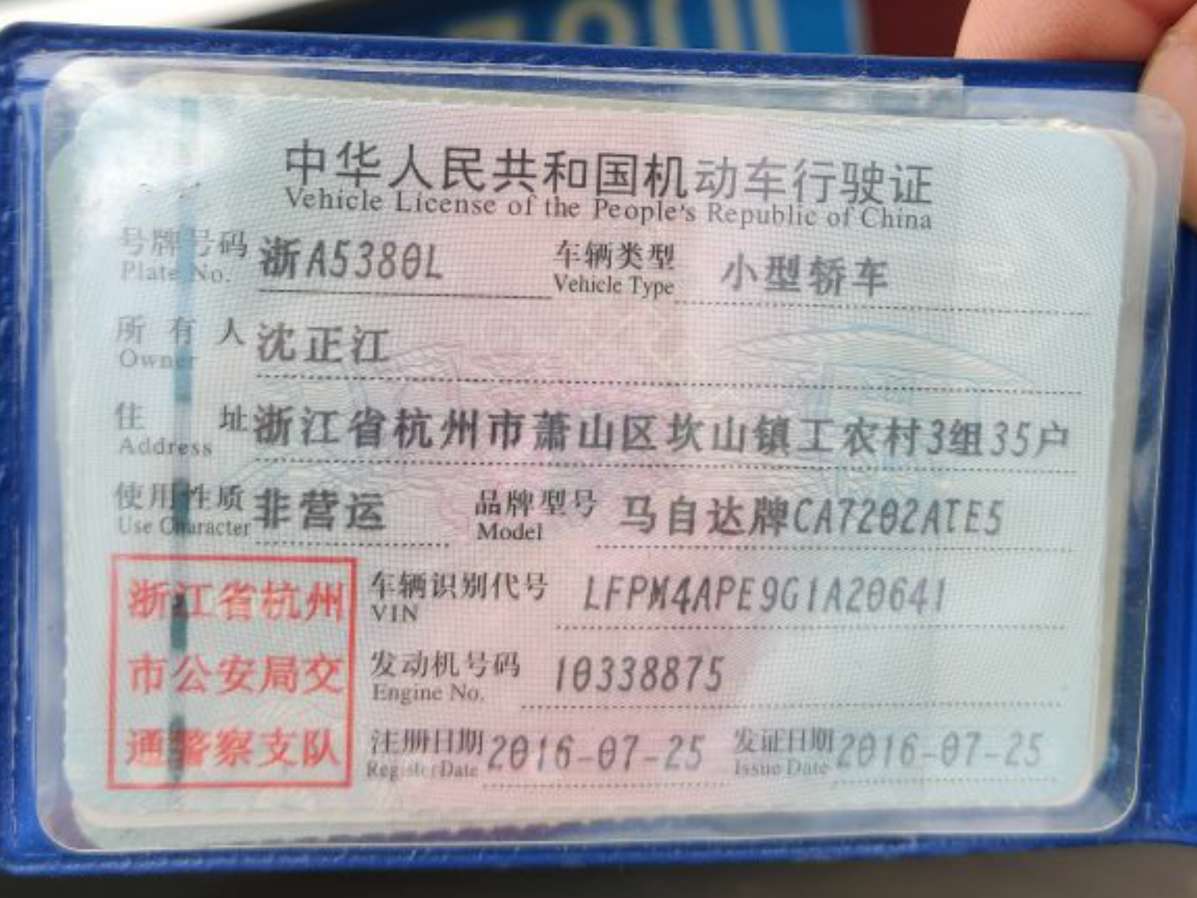 中华人民共和国机动车行驶证
Vehicle License of the People's Republic of China
号牌号码 浙A5380L 车辆类型 小型轿车
Plate No. Vehicle Type
所有人 沈正江
Owner
住址 浙江省杭州市萧山区坎山镇工农村3组35户
Address
使用性质 非营运 品牌型号 马自达牌CA7202ATE5
Use Character Model
浙江省杭州
市公安局交
通警察支队
车辆识别代号 LFPM4APE9G1A20641
VIN
发动机号码 10338875
Engine No.
注册日期 2016-07-25 发证日期 2016-07-25
Register Date Issue Date